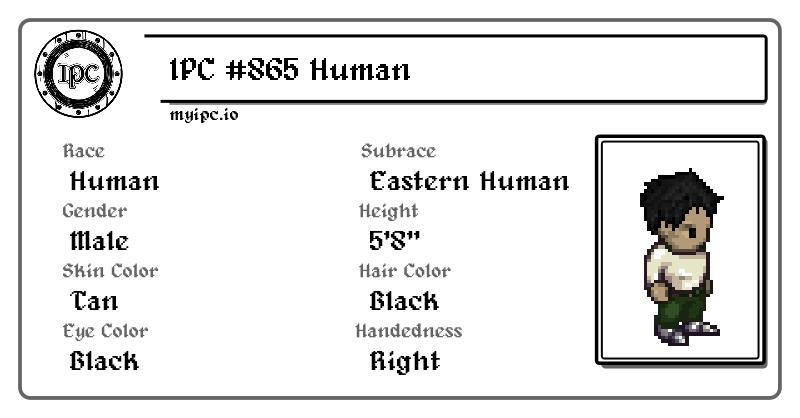 IPC
IPC #865 Human
myipc.io
Race
Human
Subrace
Eastern Human
Gender
Male
Height
5'8"
Skin Color
Tan
Hair Color
Black
Eye Color
Black
Handedness
Right